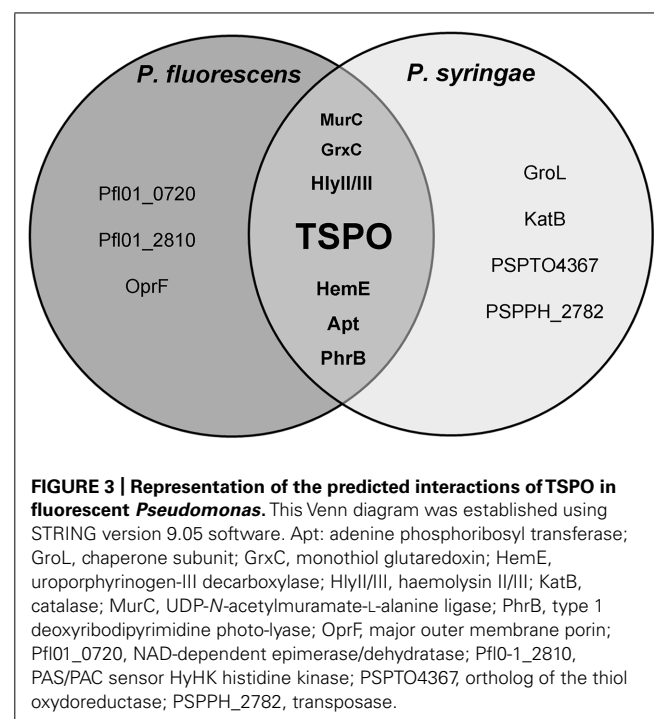 P. fluorescens
P. syringae
MurC
GrxC
HlyII/III
TSPO
HemE
Apt
PhrB
Pfl01_0720
Pfl01_2810
OprF
GroL
KatB
PSPTO4367
PSPPH_2782
FIGURE 3 | Representation of the predicted interactions of TSPO in
fluorescent Pseudomonas. This Venn diagram was established using
STRING version 9.05 software. Apt: adenine phosphoribosyl transferase;
GroL, chaperone subunit; GrxC, monothiol glutaredoxin; HemE,
uroporphyrinogen-III decarboxylase; HlyII/III, haemolysin II/III; KatB,
catalase; MurC, UDP-N-acetylmuramate-L-alanine ligase; PhrB, type 1
deoxyribodipyrimidine photo-lyase; OprF, major outer membrane porin;
Pfl01_0720, NAD-dependent epimerase/dehydratase; Pfl0-1_2810,
PAS/PAC sensor HyHK histidine kinase; PSPTO4367, ortholog of the thiol
oxydoreductase; PSPPH_2782, transposase.